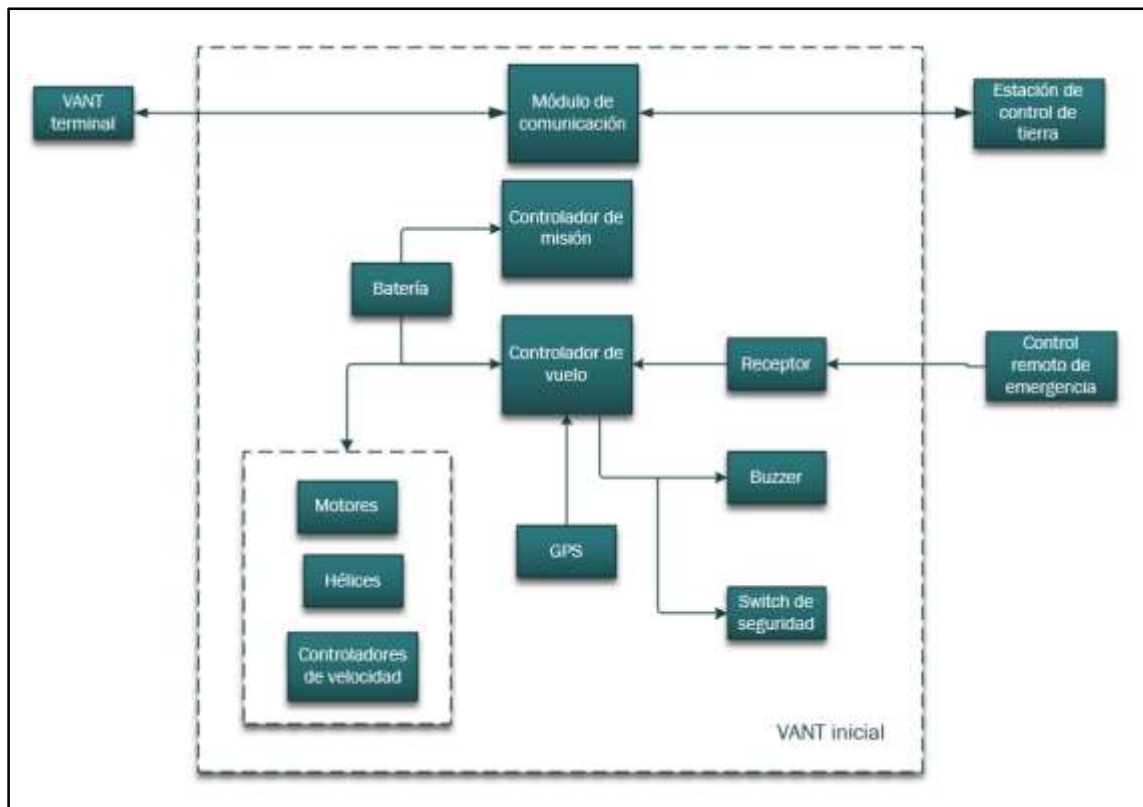 VANT
terminal
Módulo de
comunicación
Estación de
control de
tierra
Controlador de
misión
Batería
Controlador de
vuelo
Receptor
Control
remoto de
emergencia
Motores
Buzzer
GPS
Hélices
Switch de
seguridad
Controladores
de velocidad
VANT inicial